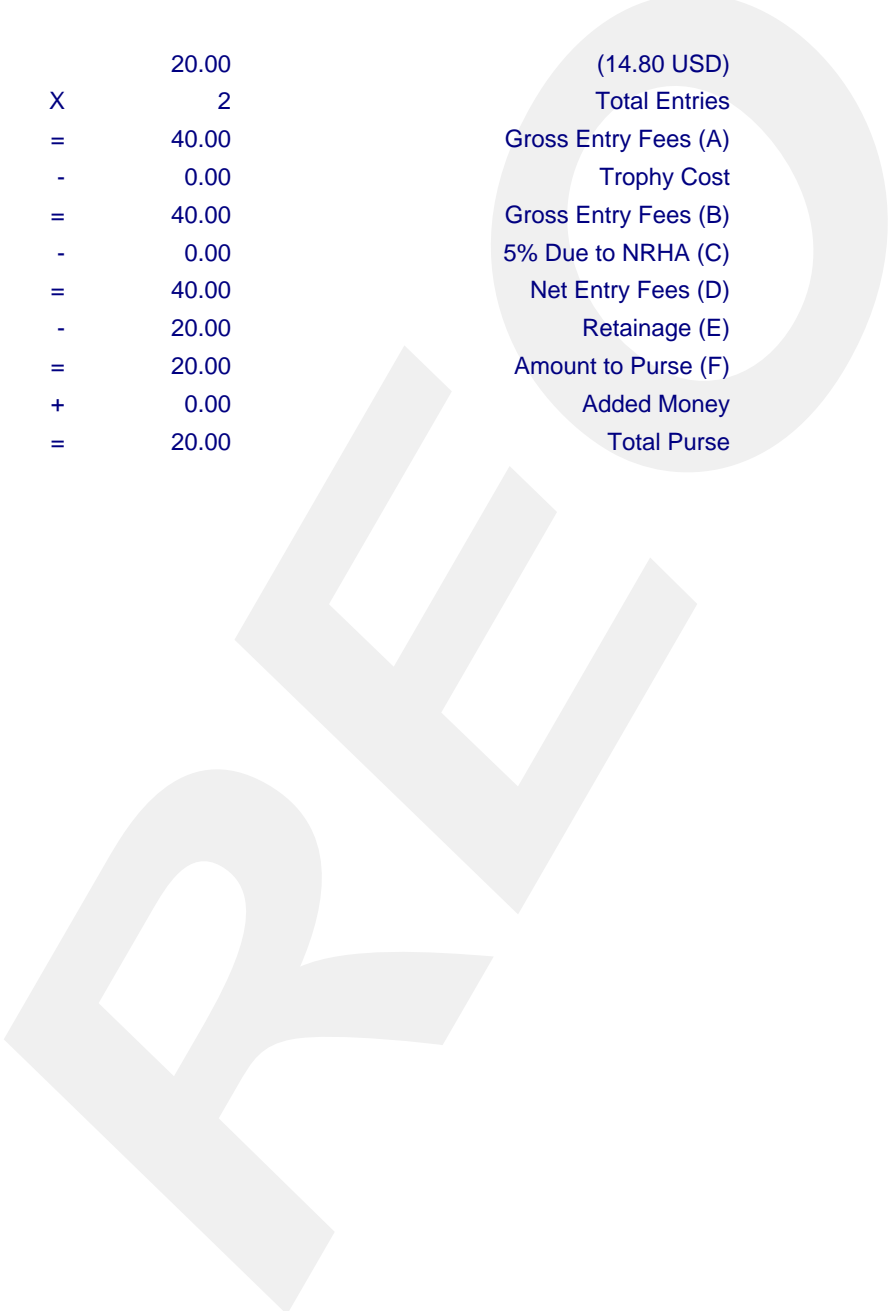 20.00 (14.80 USD)
X 2 Total Entries
= 40.00 Gross Entry Fees (A)
- 0.00 Trophy Cost
= 40.00 Gross Entry Fees (B)
- 0.00 5% Due to NRHA (C)
= 40.00 Net Entry Fees (D)
- 20.00 Retainage (E)
= 20.00 Amount to Purse (F)
+ 0.00 Added Money
= 20.00 Total Purse
REO